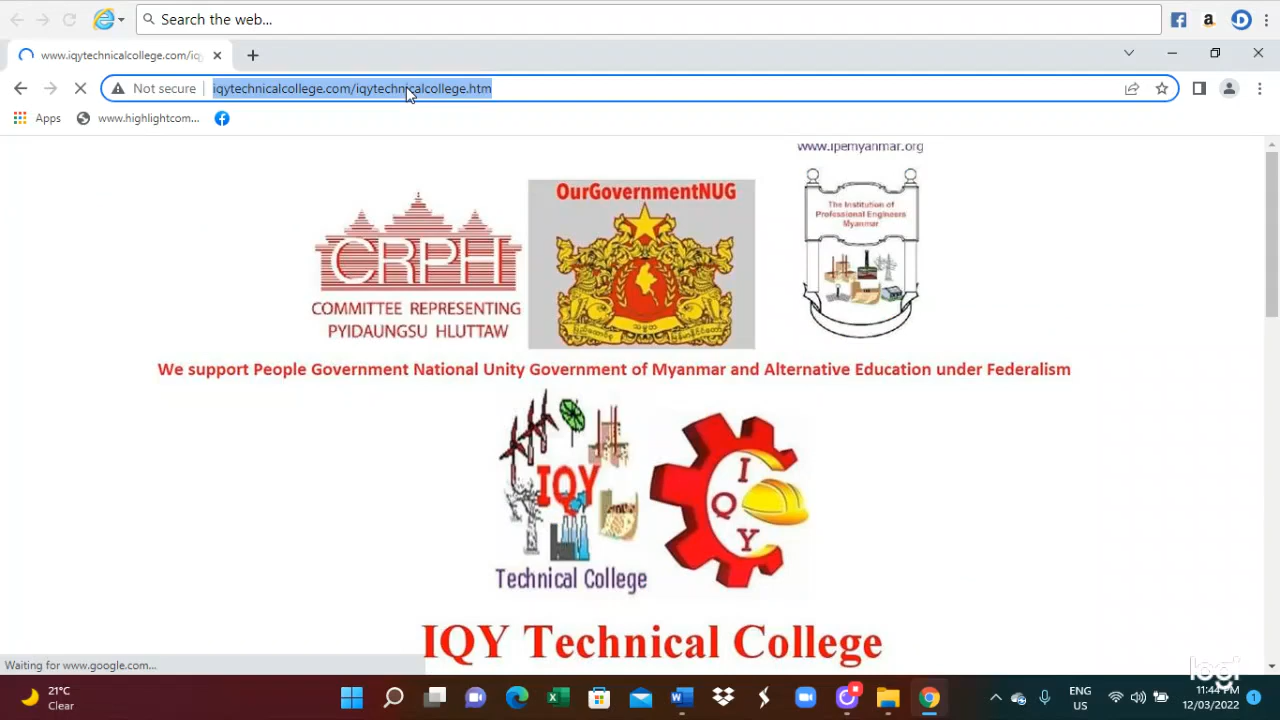 Search the web...
www.iqytechnicalcollege.com/iq
Not secure
iqytechnicalcollege.com/iqytechnicalcollege.htm
Apps
www.highlightcom...
www.ipemyanmar.org
OurGovernmentNUG
The Institution of
Professional Engineers
Myanmar
CRPH
COMMITTEE REPRESENTING
PYIDAUNGSU HLUTTAW
We support People Government National Unity Government of Myanmar and Alternative Education under Federalism
IQY
Technical College
I
Q
Y
IQY Technical College
Waiting for www.google.com...
logi
21°C
Clear
ENG
US
11:44 PM
12/03/2022
1